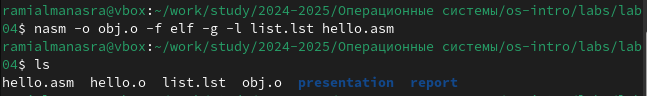 ramialmanasra@vbox:~/work/study/2024-2025/Операционные системы/os-intro/labs/lab
04$ nasm -o obj.o -f elf -g -l list.lst hello.asm
ramialmanasra@vbox:~/work/study/2024-2025/Операционные системы/os-intro/labs/lab
04$ ls
hello.asm  hello.o  list.lst  obj.o  presentation  report